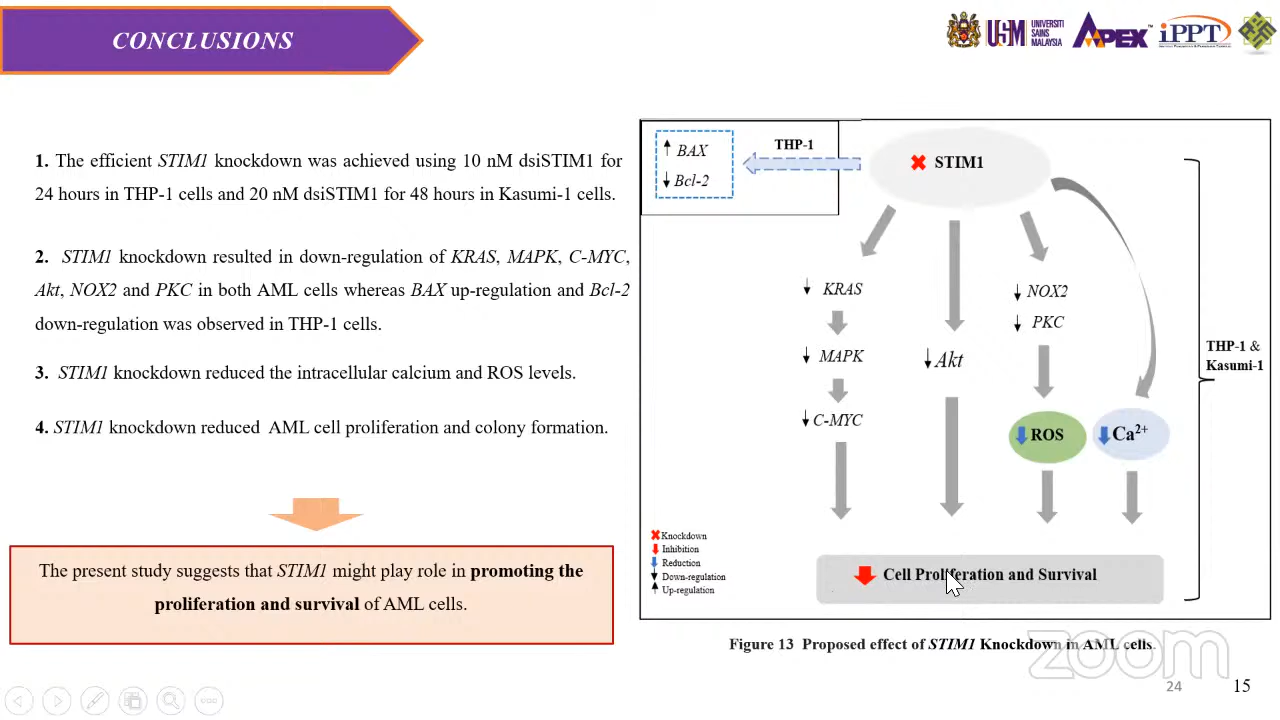 CONCLUSIONS
USM
UNIVERSITI
SAINS
MALAYSIA
APEX™
iPPT
1. The efficient STIM1 knockdown was achieved using 10 nM dsiSTIM1 for
24 hours in THP-1 cells and 20 nM dsiSTIM1 for 48 hours in Kasumi-1 cells.
2. STIM1 knockdown resulted in down-regulation of KRAS, MAPK, C-MYC,
Akt, NOX2 and PKC in both AML cells whereas BAX up-regulation and Bcl-2
down-regulation was observed in THP-1 cells.
3. STIM1 knockdown reduced the intracellular calcium and ROS levels.
4. STIM1 knockdown reduced AML cell proliferation and colony formation.
The present study suggests that STIM1 might play role in promoting the
proliferation and survival of AML cells.
BAX
Bcl-2
THP-1
STIM1
KRAS
MAPK
C-MYC
Akt
NOX2
PKC
ROS
Ca²⁺
THP-1 &
Kasumi-1
Knockdown
Inhibition
Reduction
Down-regulation
Up-regulation
Cell Proliferation and Survival
Figure 13 Proposed effect of STIM1 Knockdown in AML cells.
zoom
24
15